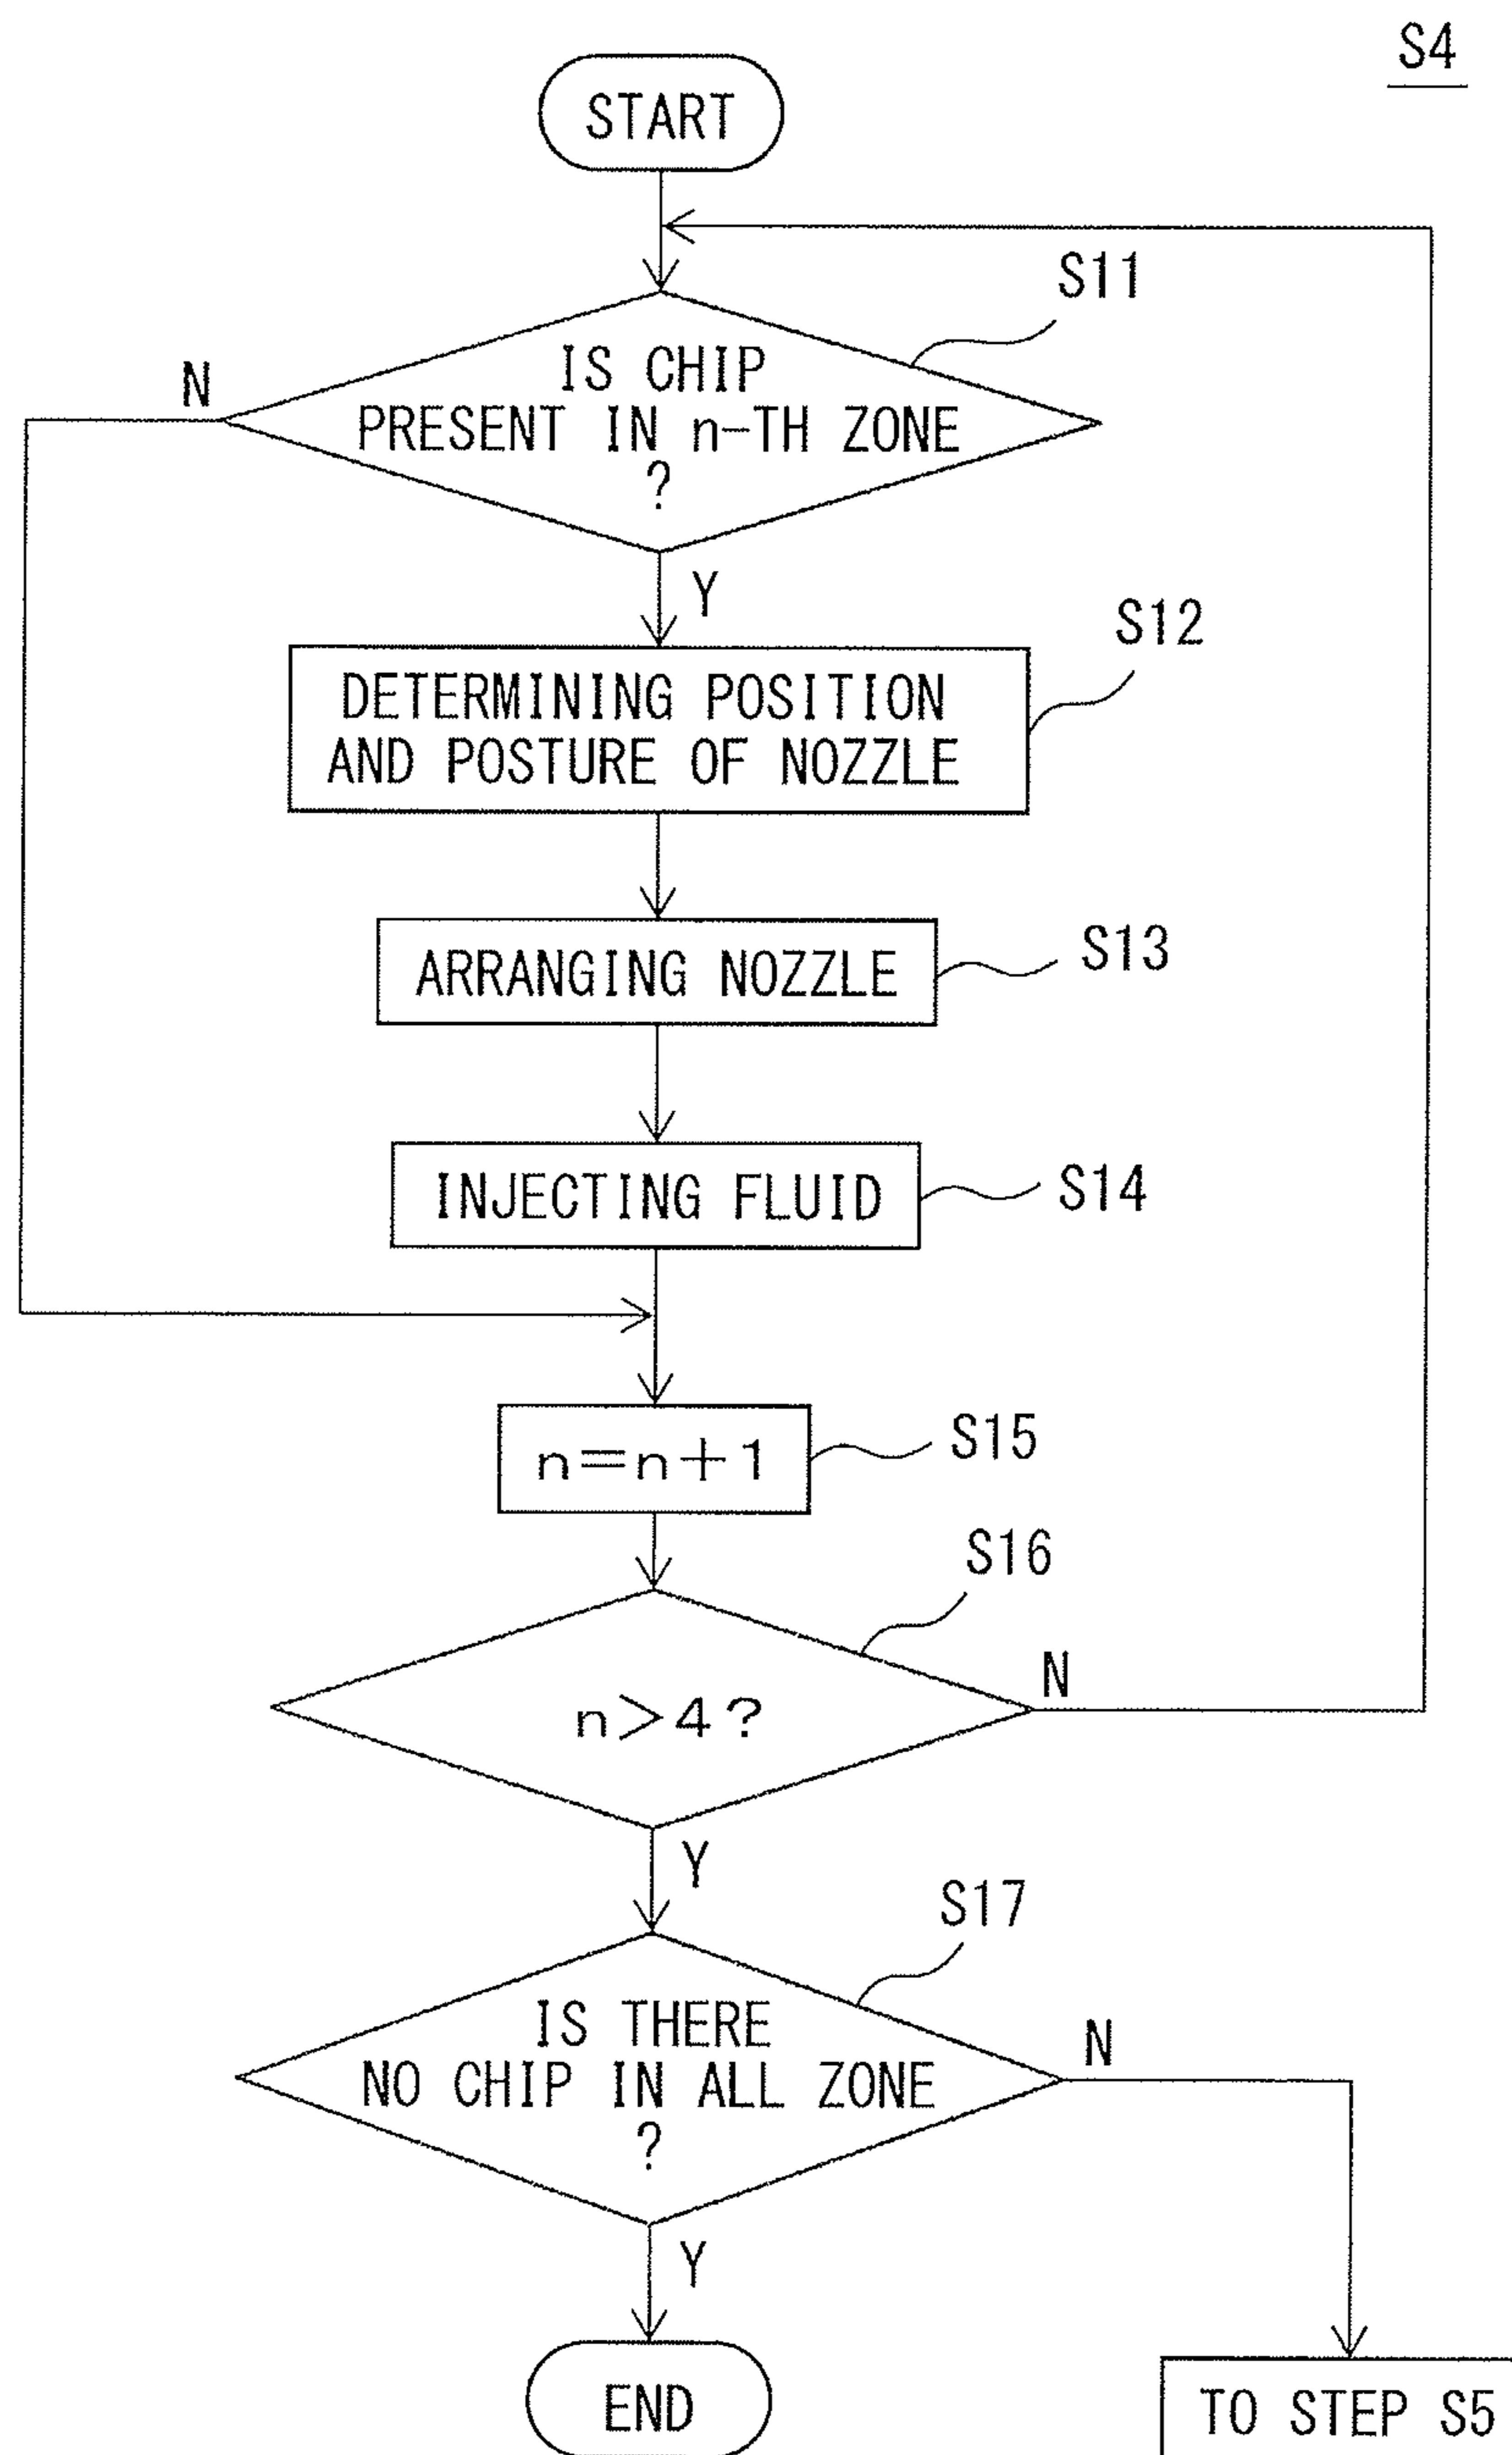 S4
START
S11
IS CHIP
N
PRESENT IN n-TH ZONE
?
Y
S12
DETERMINING POSITION
AND POSTURE OF NOZZLE
S13
ARRANGING NOZZLE
S14
INJECTING FLUID
S15
n=n+1
S16
N
n>4?
Y
S17
IS THERE
N
NO CHIP IN ALL ZONE
?
Y
END
TO STEP S5